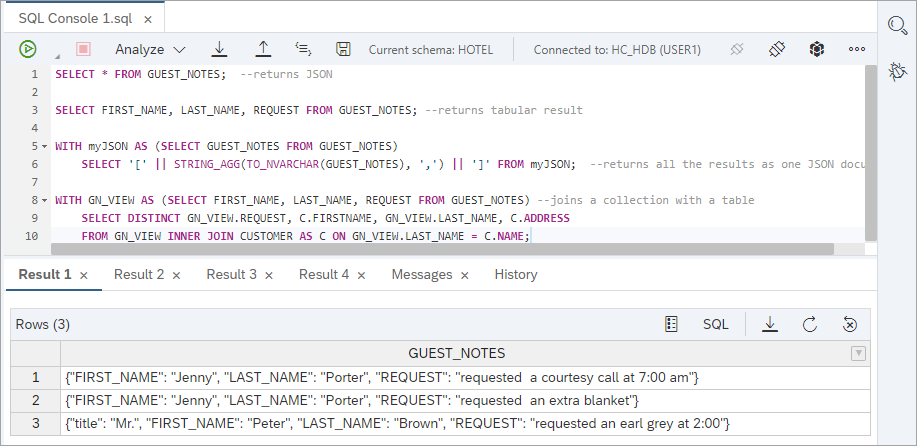 SQL Console 1.sql ×
Analyze Current schema: HOTEL Connected to: HC_HDB (USER1)
1 SELECT * FROM GUEST_NOTES;  --returns JSON
2
3 SELECT FIRST_NAME, LAST_NAME, REQUEST FROM GUEST_NOTES; --returns tabular result
4
5 WITH myJSON AS (SELECT GUEST_NOTES FROM GUEST_NOTES)
6 SELECT '[' || STRING_AGG(TO_NVARCHAR(GUEST_NOTES), ',') || ']' FROM myJSON;  --returns all the results as one JSON docu
7
8 WITH GN_VIEW AS (SELECT FIRST_NAME, LAST_NAME, REQUEST FROM GUEST_NOTES) --joins a collection with a table
9 SELECT DISTINCT GN_VIEW.REQUEST, C.FIRSTNAME, GN_VIEW.LAST_NAME, C.ADDRESS
10 FROM GN_VIEW INNER JOIN CUSTOMER AS C ON GN_VIEW.LAST_NAME = C.NAME;
Result 1 × Result 2 × Result 3 × Result 4 × Messages × History
Rows (3) SQL
GUEST_NOTES
1 {"FIRST_NAME": "Jenny", "LAST_NAME": "Porter", "REQUEST": "requested  a courtesy call at 7:00 am"}
2 {"FIRST_NAME": "Jenny", "LAST_NAME": "Porter", "REQUEST": "requested  an extra blanket"}
3 {"title": "Mr.", "FIRST_NAME": "Peter", "LAST_NAME": "Brown", "REQUEST": "requested an earl grey at 2:00"}